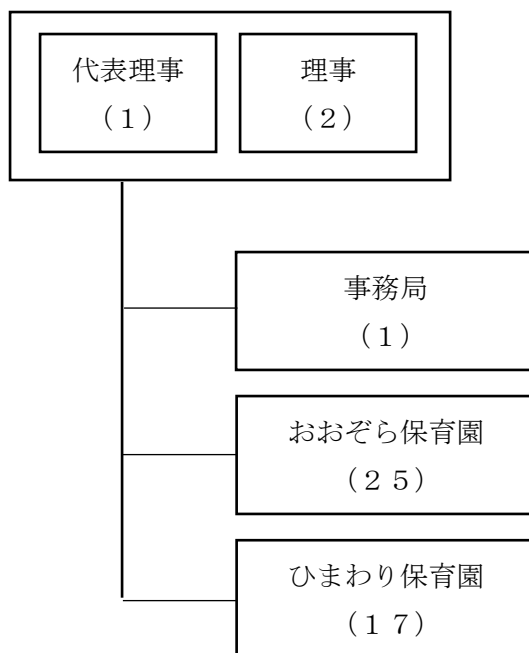 代表理事
（１）
理事
（２）
事務局
（１）
おおぞら保育園
（２５）
ひまわり保育園
（１７）